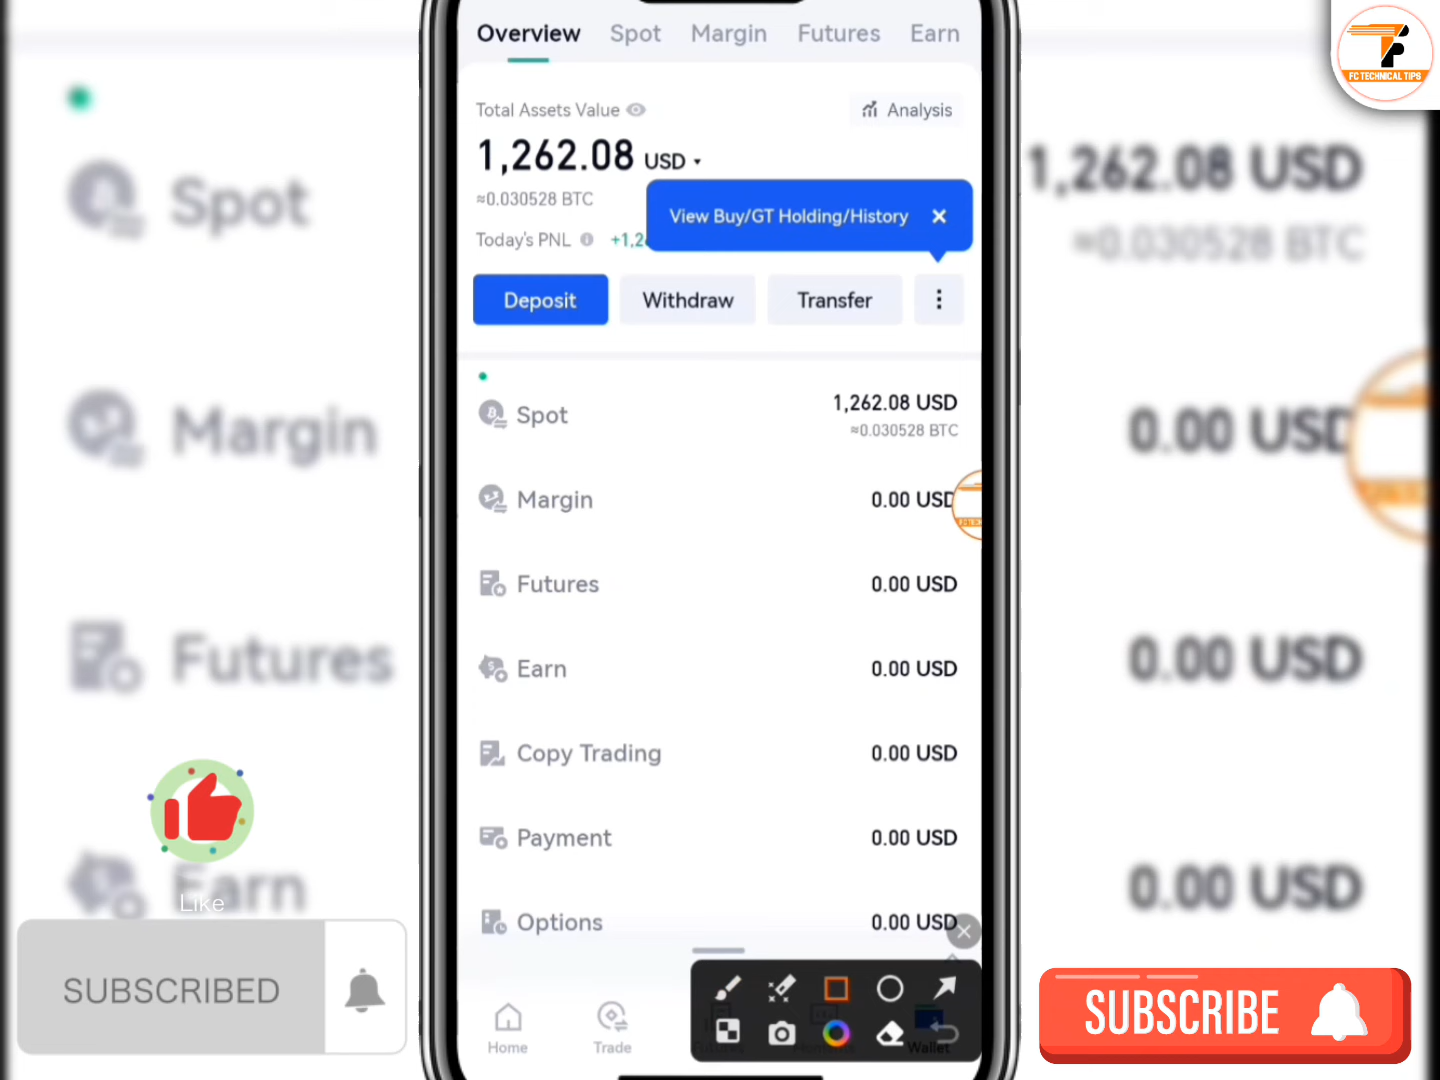 Overview Spot Margin Futures Earn
FC TECHNICAL TIPS
Total Assets Value Analysis
1,262.08 USD
≈0.030528 BTC
View Buy/GT Holding/History
Today's PNL +1,2
Deposit Withdraw Transfer
Spot 1,262.08 USD
≈0.030528 BTC
Margin 0.00 USD
Futures 0.00 USD
Earn 0.00 USD
Copy Trading 0.00 USD
Payment 0.00 USD
Options 0.00 USD
Home Trade Wallet
Spot
1,262.08 USD
≈0.030528 BTC
Margin
0.00 USD
Futures
0.00 USD
Earn
0.00 USD
Like
SUBSCRIBED
SUBSCRIBE